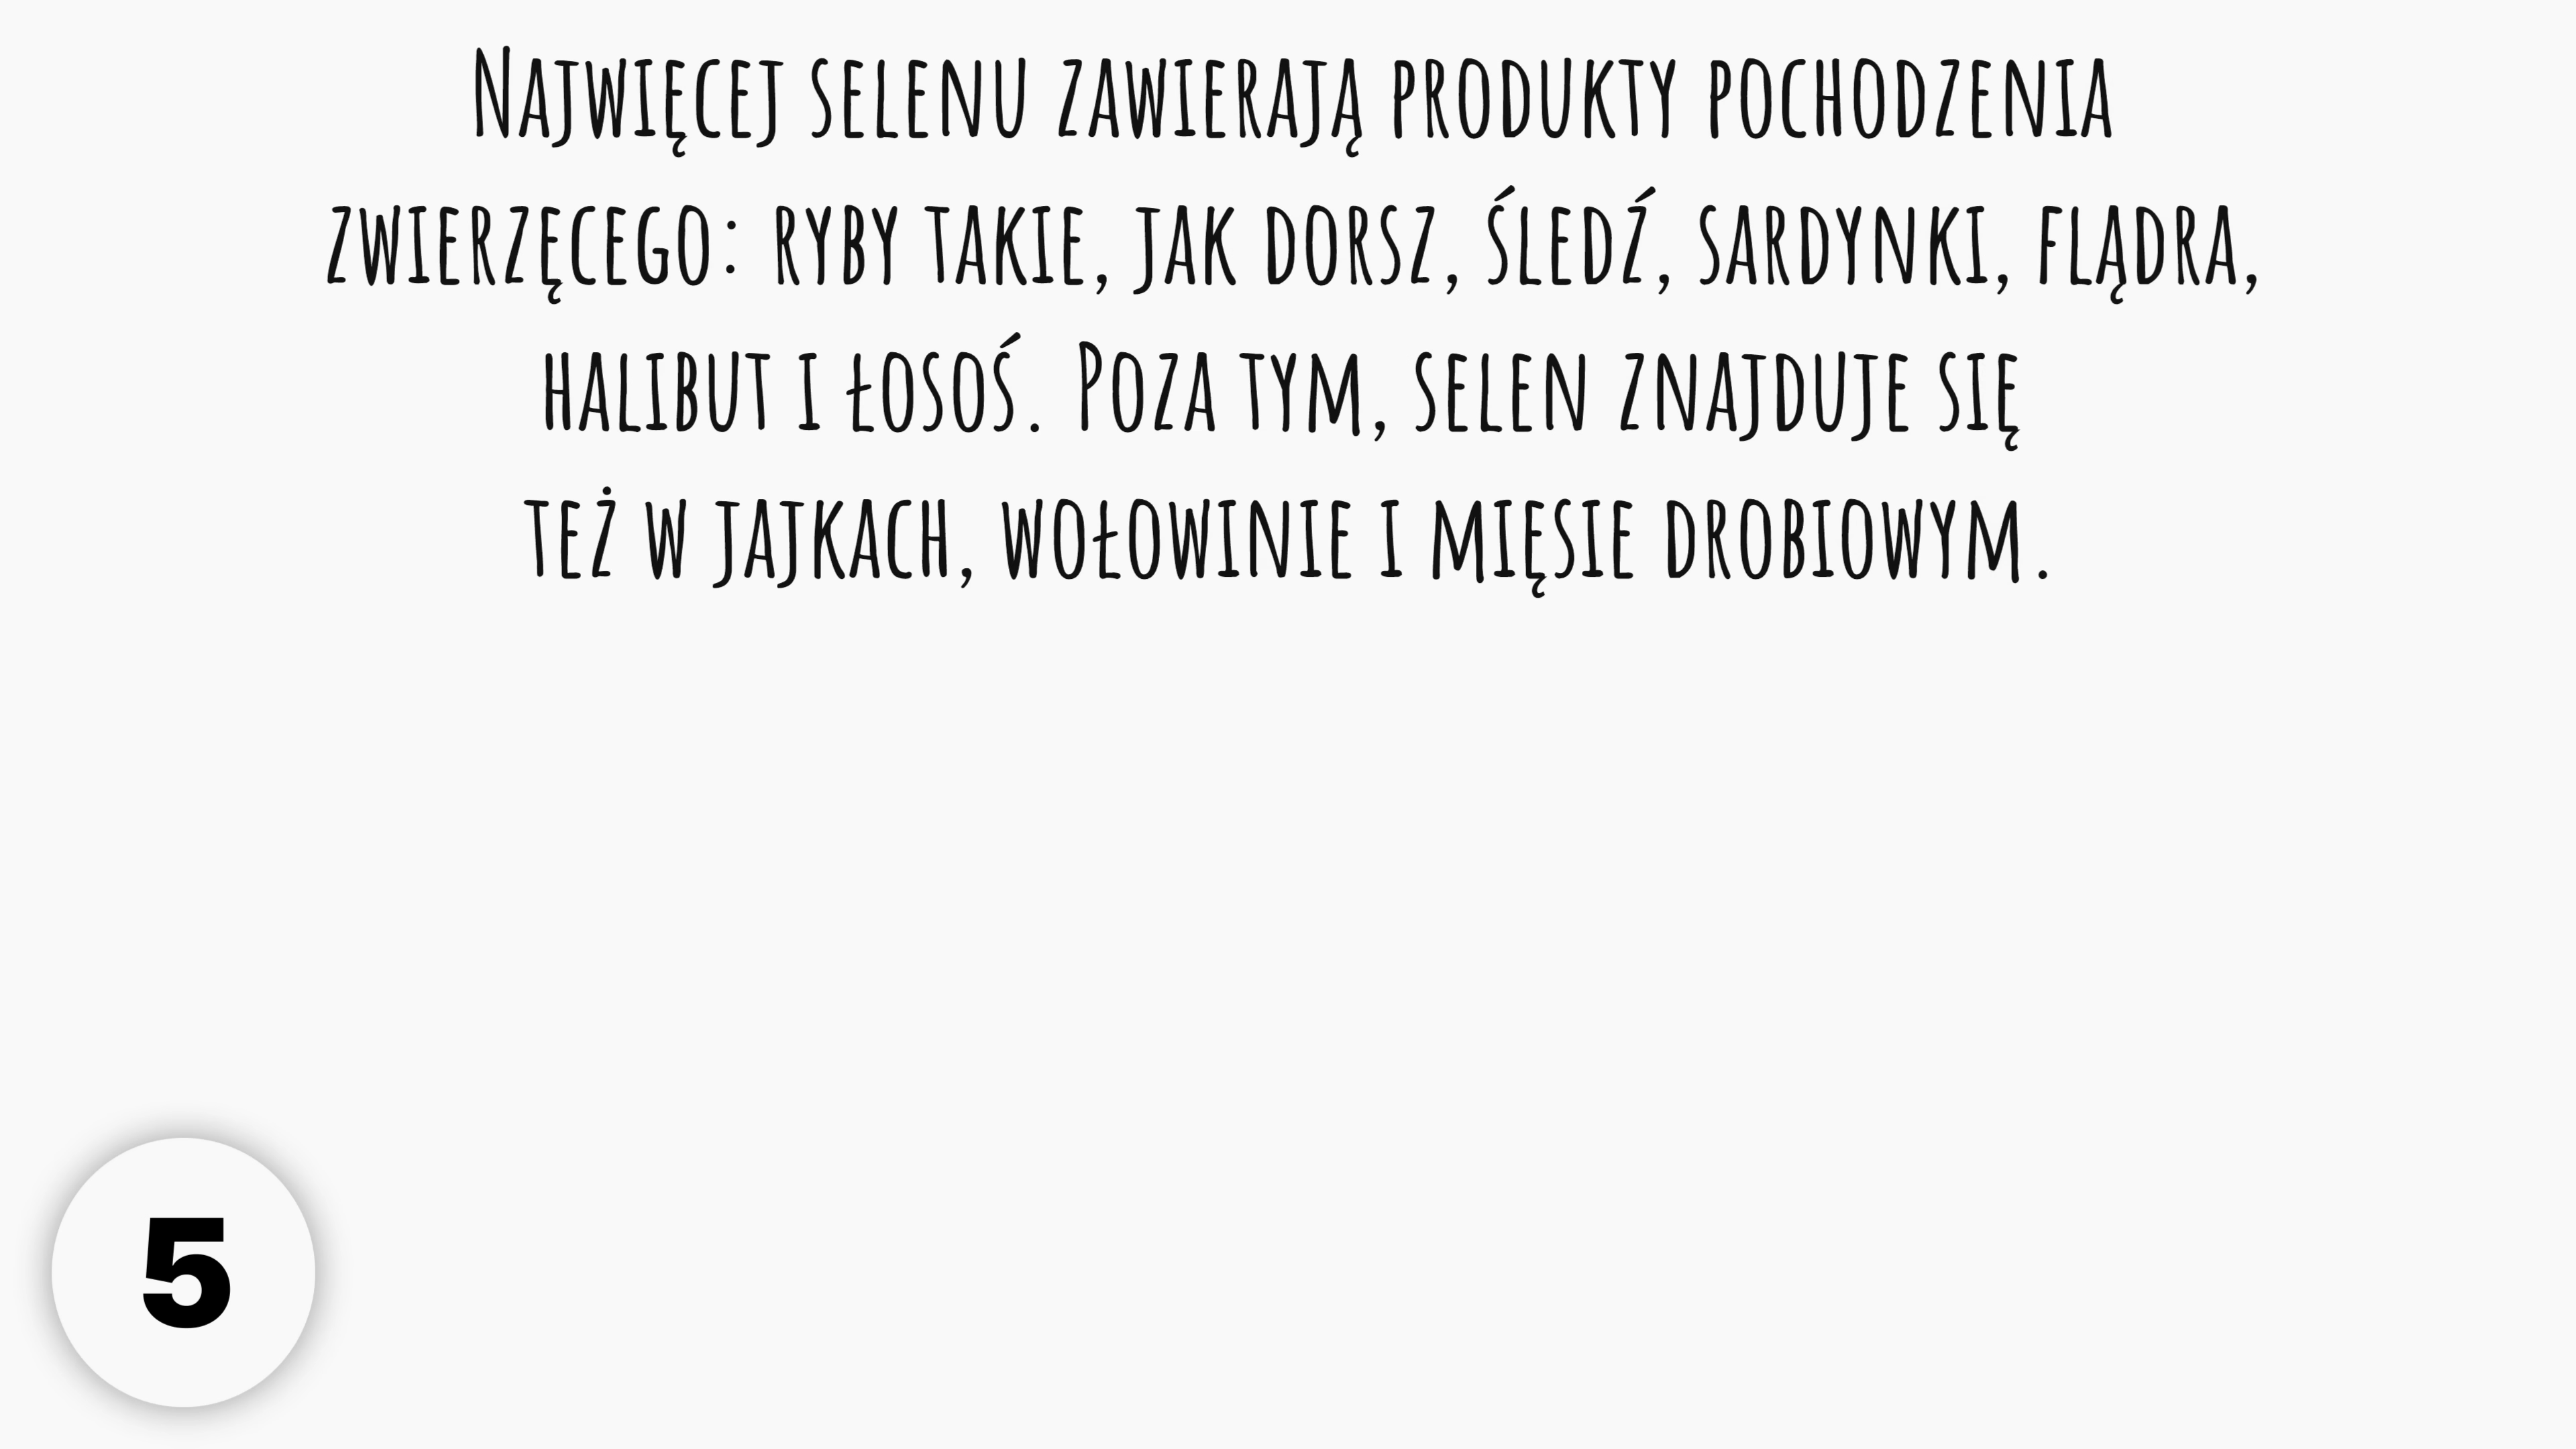 Najwięcej selenu zawierają produkty pochodzenia
zwierzęcego: ryby takie, jak dorsz, śledź, sardynki, flądra,
halibut i łosoś. Poza tym, selen znajduje się
też w jajkach, wołowinie i mięsie drobiowym.
5